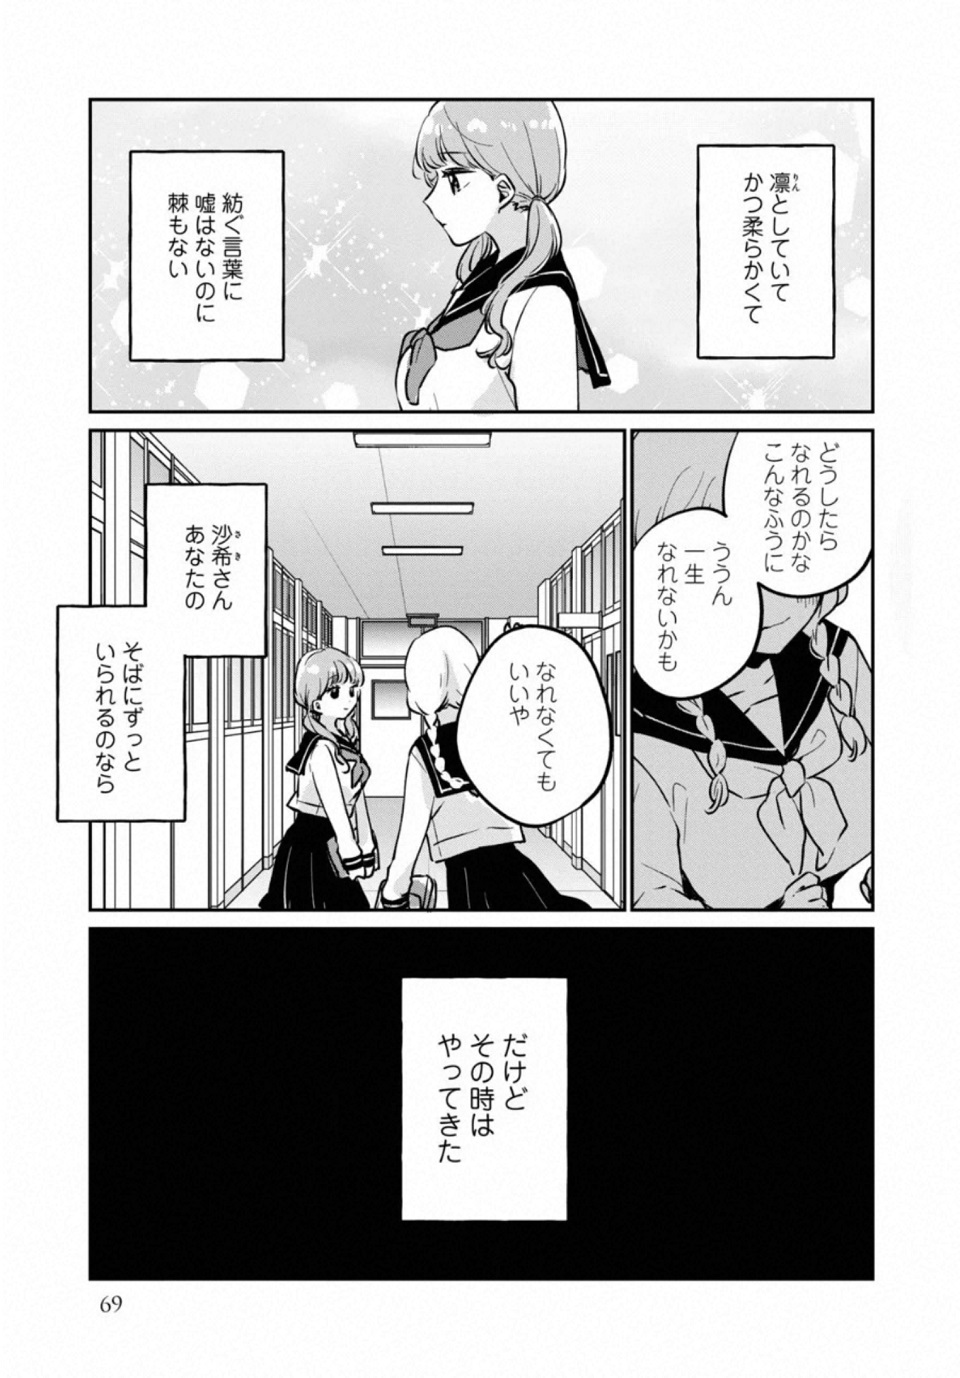 凛としていて
りん
かつ柔らかくて
紡ぐ言葉に
嘘はないのに
棘もない
どうしたら
なれるのかな
こんなふうに
ううん
一生
なれないかも
なれなくても
いいや
沙希さん
さき
あなたの
そばにずっと
いられるのなら
だけど
その時は
やってきた
69